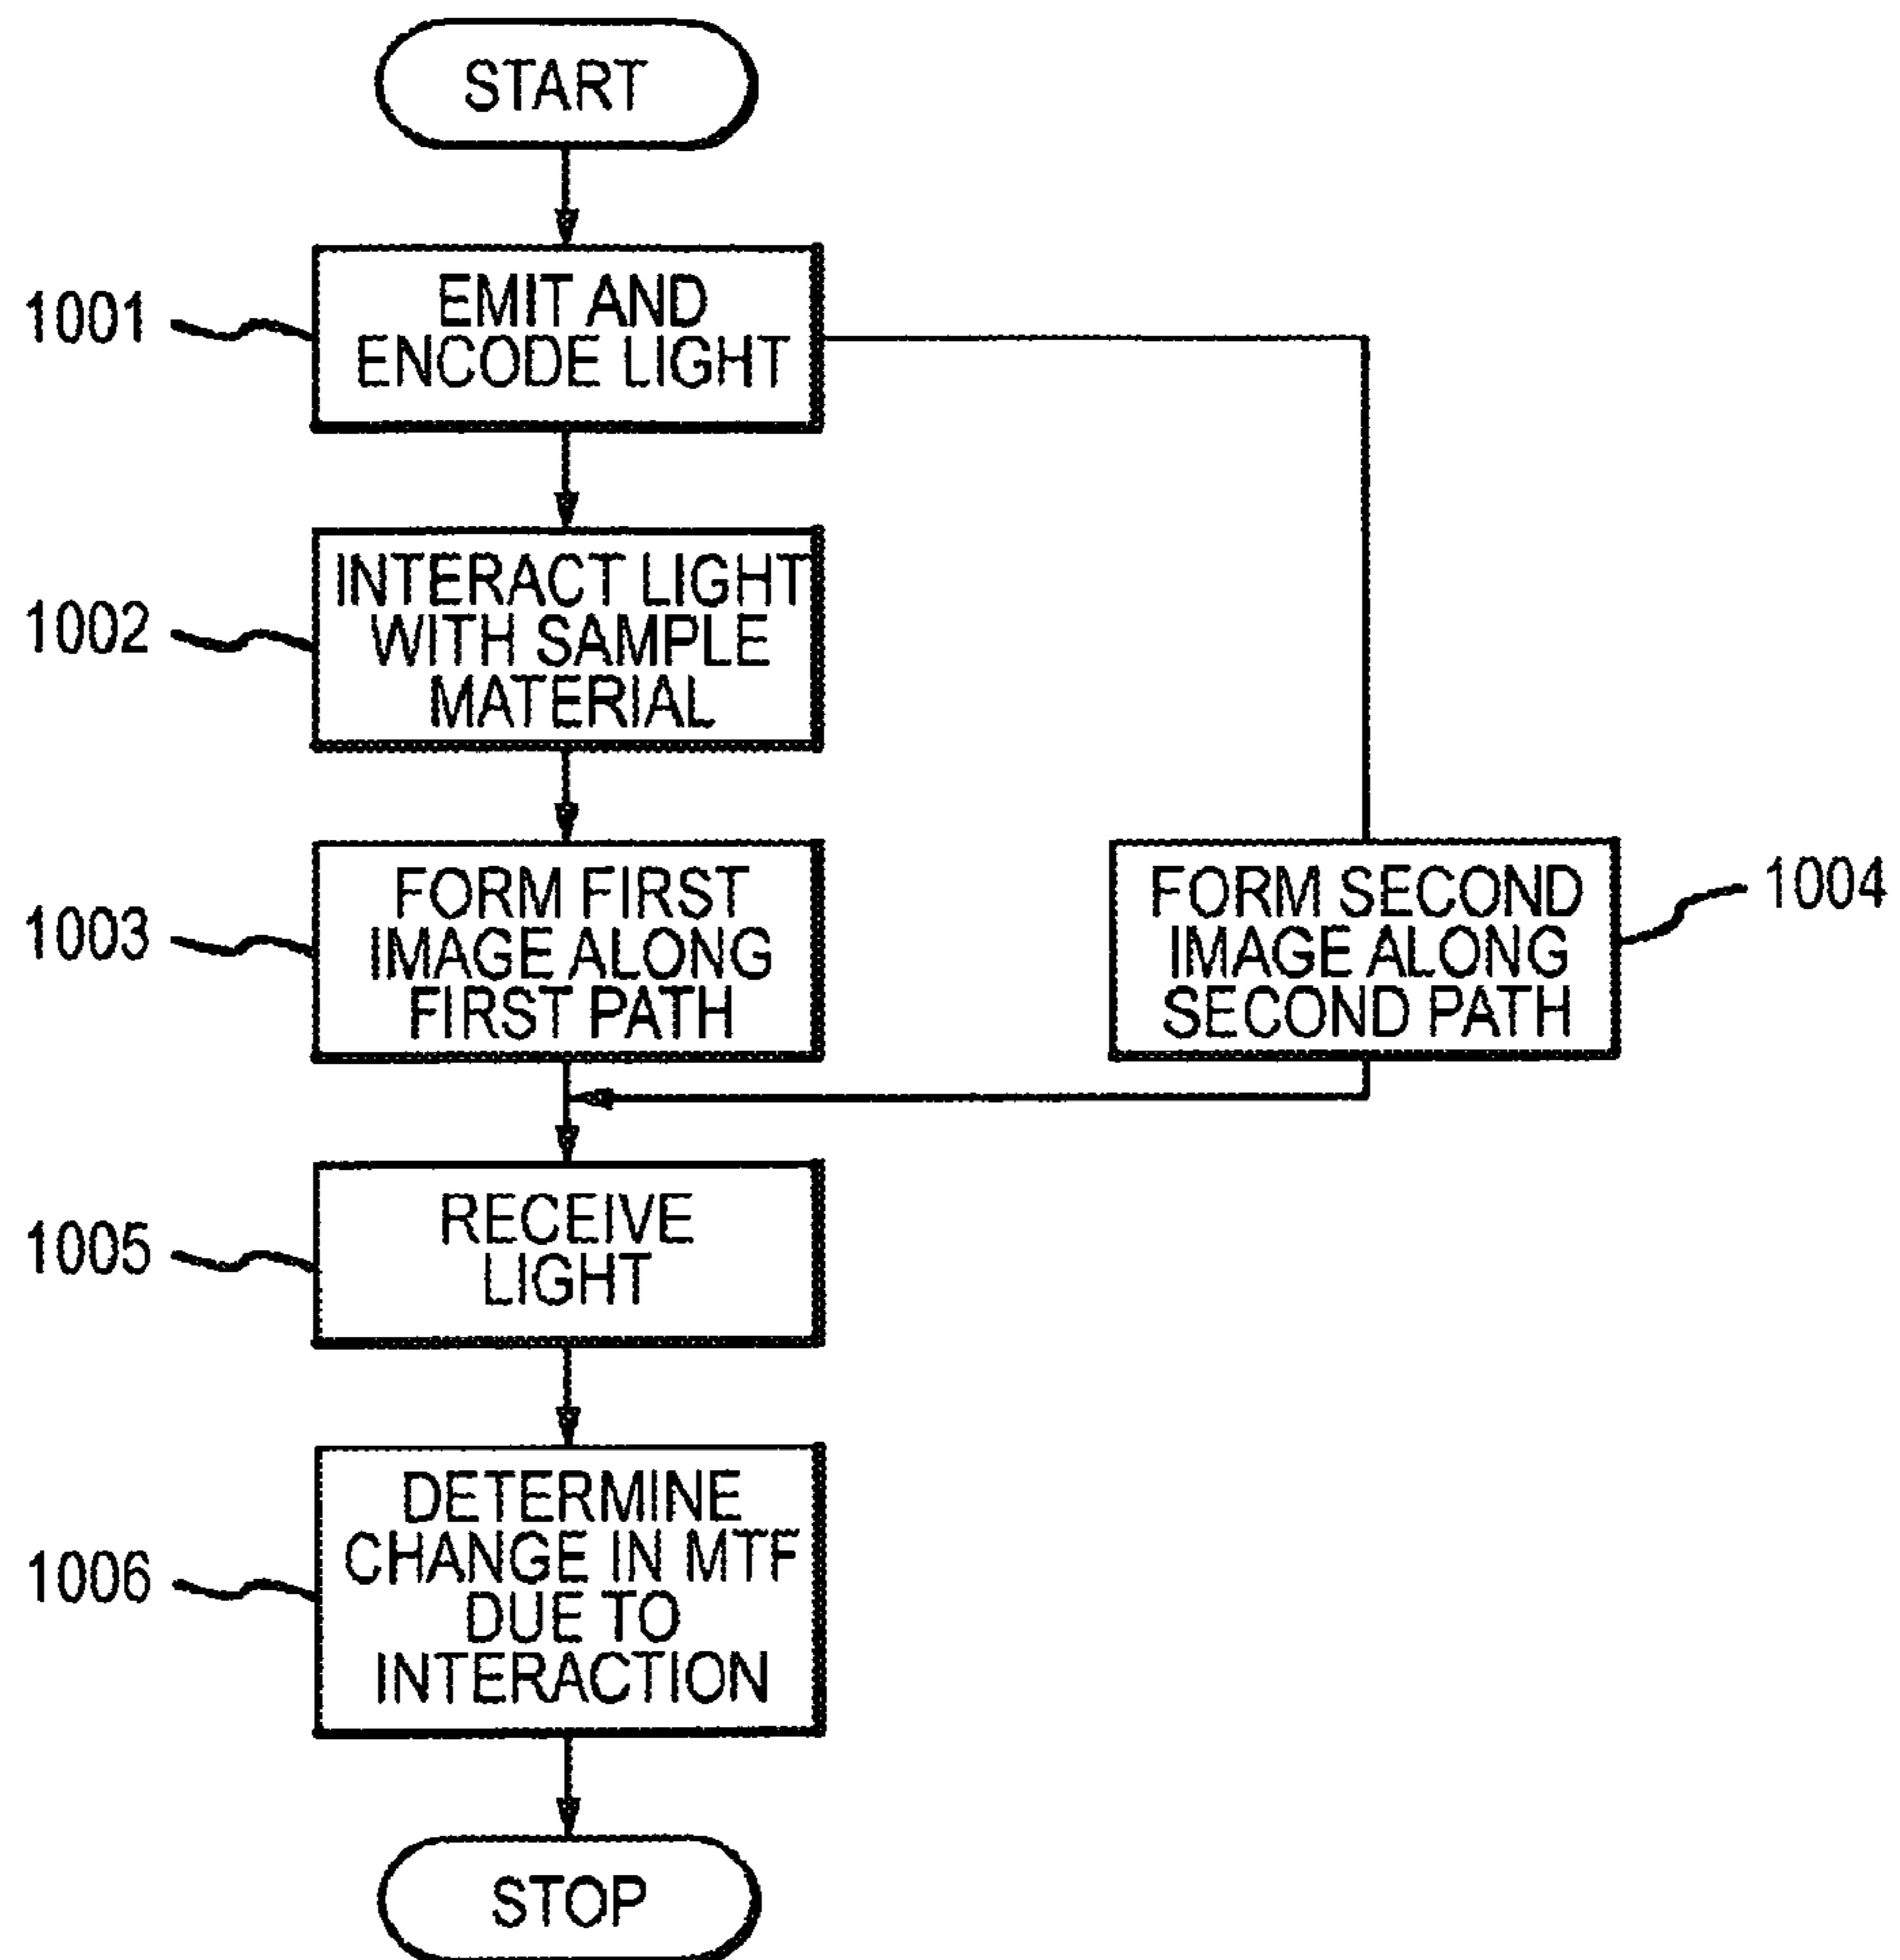 START
1001
EMIT AND
ENCODE LIGHT
1002
INTERACT LIGHT
WITH SAMPLE
MATERIAL
1003
FORM FIRST
IMAGE ALONG
FIRST PATH
FORM SECOND
IMAGE ALONG
SECOND PATH
1004
1005
RECEIVE
LIGHT
1006
DETERMINE
CHANGE IN MTF
DUE TO
INTERACTION
STOP